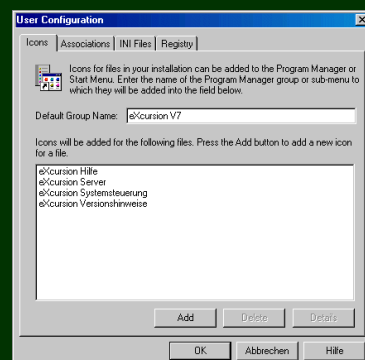 User Configuration
Icons
Associations
INI Files
Registry
Icons for files in your installation can be added to the Program Manager or
Start Menu. Enter the name of the Program Manager group or sub-menu to
which they will be added into the field below.
Default Group Name: eXcursion V7
Icons will be added for the following files. Press the Add button to add a new icon
for a file.
eXcursion Hilfe
eXcursion Server
eXcursion Systemsteuerung
eXcursion Versionshinweise
Add
Delete
Details
OK
Abbrechen
Hilfe